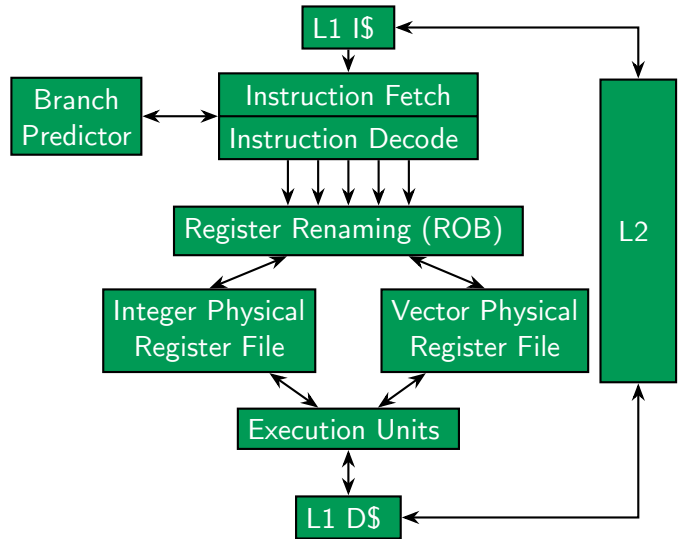 L1 I$
Instruction Fetch
Branch
Predictor
Instruction Decode
Register Renaming (ROB)
L2
Integer Physical
Register File
Vector Physical
Register File
Execution Units
L1 D$